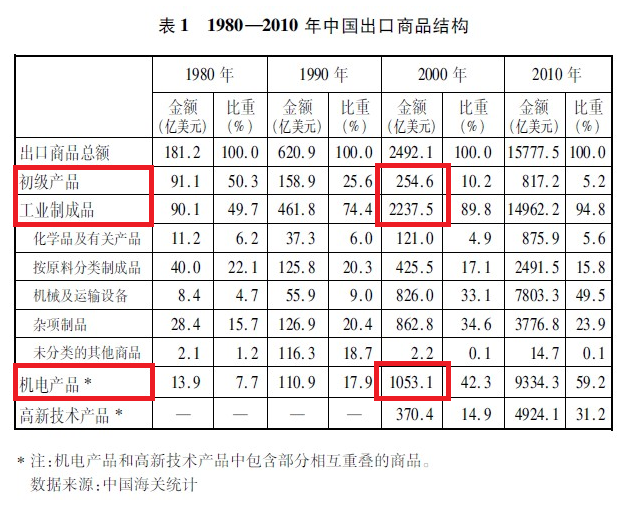 表 1 1980—2010 年中国出口商品结构
1980 年 1990 年 2000 年 2010 年
金额 比重 金额 比重 金额 比重 金额 比重
(亿美元) (%) (亿美元) (%) (亿美元) (%) (亿美元) (%)
出口商品总额 181.2 100.0 620.9 100.0 2492.1 100.0 15777.5 100.0
初级产品 91.1 50.3 158.9 25.6 254.6 10.2 817.2 5.2
工业制成品 90.1 49.7 461.8 74.4 2237.5 89.8 14962.2 94.8
化学品及有关产品 11.2 6.2 37.3 6.0 121.0 4.9 875.9 5.6
按原料分类制成品 40.0 22.1 125.8 20.3 425.5 17.1 2491.5 15.8
机械及运输设备 8.4 4.7 55.9 9.0 826.0 33.1 7803.3 49.5
杂项制品 28.4 15.7 126.9 20.4 862.8 34.6 3776.8 23.9
未分类的其他商品 2.1 1.2 116.3 18.7 2.2 0.1 14.7 0.1
机电产品 * 13.9 7.7 110.9 17.9 1053.1 42.3 9334.3 59.2
高新技术产品 * — — — — 370.4 14.9 4924.1 31.2
* 注:机电产品和高新技术产品中包含部分相互重叠的商品。
数据来源:中国海关统计